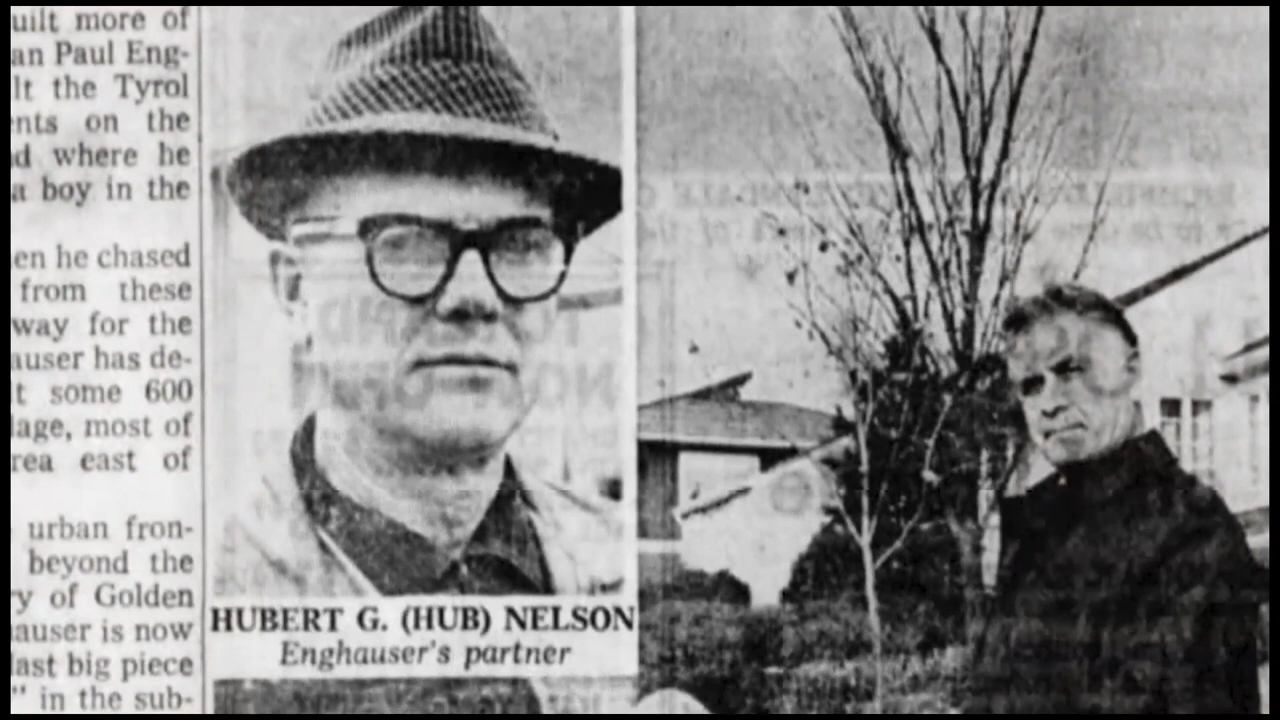 uilt more of
an Paul Eng-
lt the Tyrol
nts on the
d where he
a boy in the
en he chased
from these
way for the
auser has de-
t some 600
lage, most of
rea east of
urban fron-
beyond the
y of Golden
auser is now
last big piece
" in the sub-
HUBERT G. (HUB) NELSON
Enghauser's partner